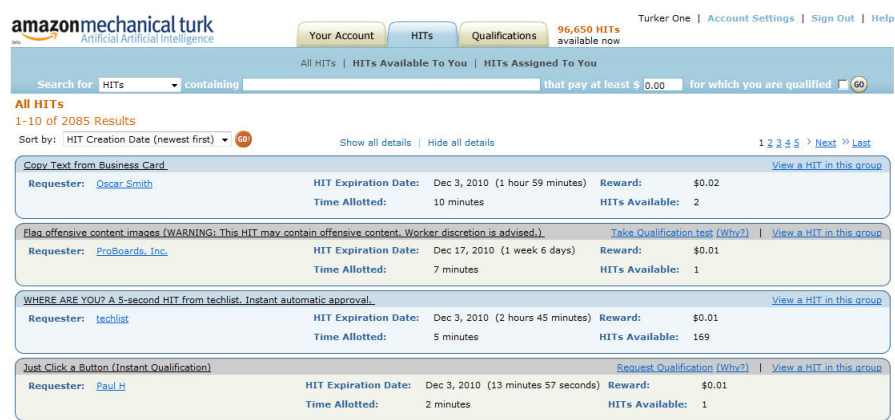 Turker One | Account Settings | Sign Out | Help
amazonmechanical turk
beta Artificial Artificial Intelligence
Your Account HITs Qualifications 96,650 HITs
available now
All HITs | HITs Available To You | HITs Assigned To You
Search for HITs containing that pay at least $ 0.00 for which you are qualified GO
All HITs
1-10 of 2085 Results
Sort by: HIT Creation Date (newest first) GO! Show all details | Hide all details 1 2 3 4 5 › Next » Last
Copy Text from Business Card View a HIT in this group
Requester: Oscar Smith HIT Expiration Date: Dec 3, 2010 (1 hour 59 minutes) Reward: $0.02
Time Allotted: 10 minutes HITs Available: 2
Flag offensive content images (WARNING: This HIT may contain offensive content. Worker discretion is advised.) Take Qualification test (Why?) | View a HIT in this group
Requester: ProBoards, Inc. HIT Expiration Date: Dec 17, 2010 (1 week 6 days) Reward: $0.01
Time Allotted: 7 minutes HITs Available: 1
WHERE ARE YOU? A 5-second HIT from techlist. Instant automatic approval. View a HIT in this group
Requester: techlist HIT Expiration Date: Dec 3, 2010 (2 hours 45 minutes) Reward: $0.01
Time Allotted: 5 minutes HITs Available: 169
Just Click a Button (Instant Qualification) Request Qualification (Why?) | View a HIT in this group
Requester: Paul H HIT Expiration Date: Dec 3, 2010 (13 minutes 57 seconds) Reward: $0.01
Time Allotted: 2 minutes HITs Available: 1